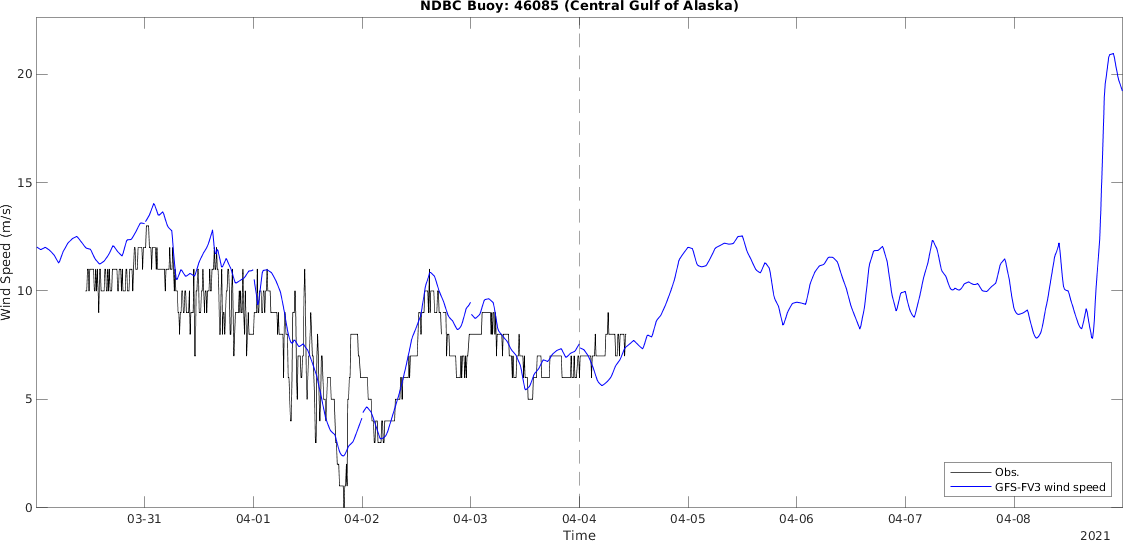 NDBC Buoy: 46085 (Central Gulf of Alaska)
20
15
10
5
0
Wind Speed (m/s)
Obs.
GFS-FV3 wind speed
03-31 04-01 04-02 04-03 04-04 04-05 04-06 04-07 04-08
Time
2021